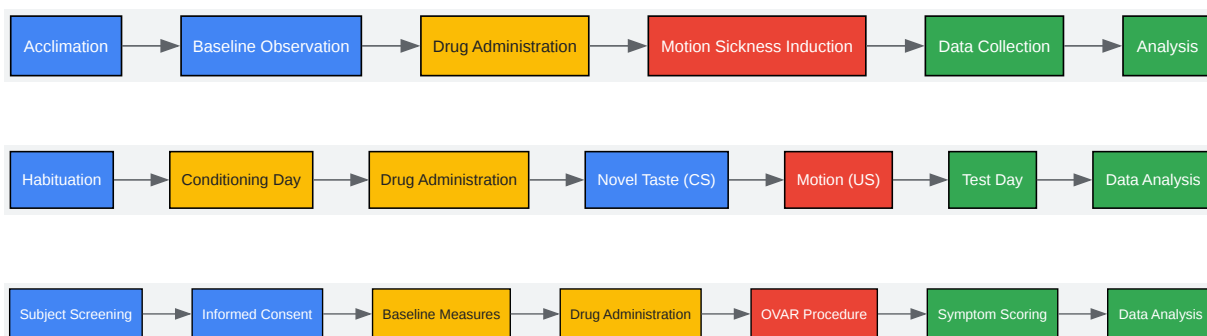 Acclimation Baseline Observation Drug Administration Motion Sickness Induction Data Collection Analysis
Habituation Conditioning Day Drug Administration Novel Taste (CS) Motion (US) Test Day Data Analysis
Subject Screening Informed Consent Baseline Measures Drug Administration OVAR Procedure Symptom Scoring Data Analysis